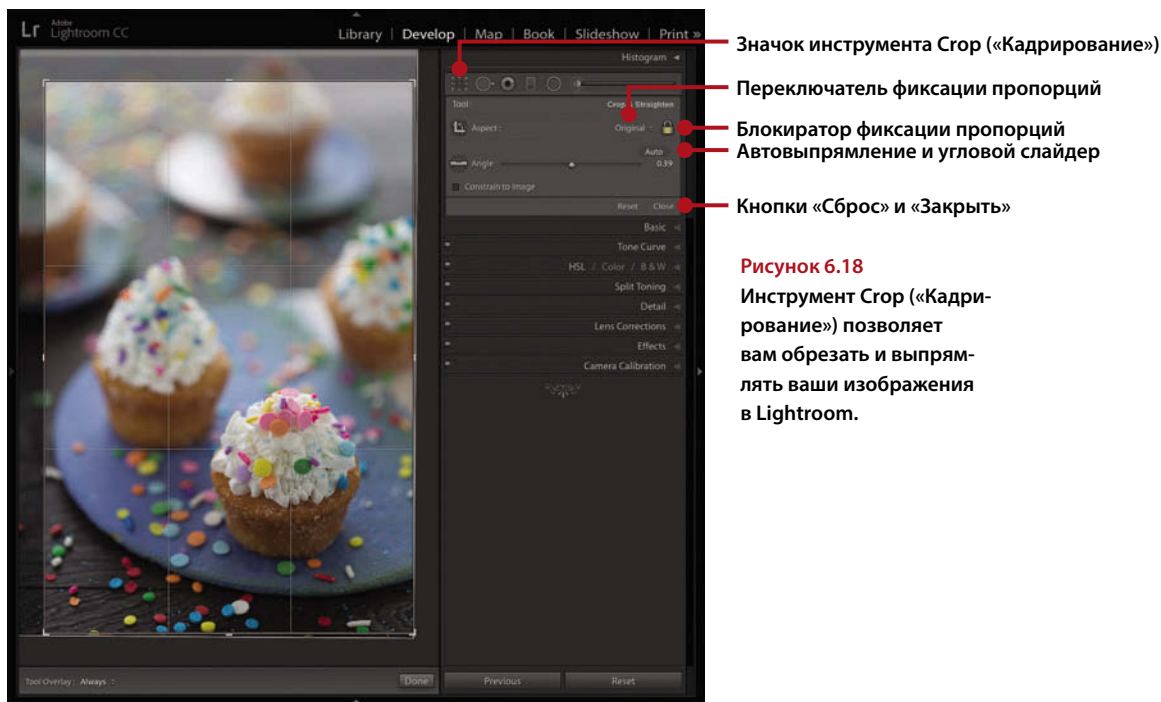 Lr Adobe
Lightroom CC
Library | Develop | Map | Book | Slideshow | Print »
Histogram
Tool : Crop & Straighten
Aspect : Original
Auto
Angle 0.39
Constrain to Image
Reset Close
Basic
Tone Curve
HSL / Color / B & W
Split Toning
Detail
Lens Corrections
Effects
Camera Calibration
Tool Overlay : Always
Done
Previous
Reset
Значок инструмента Crop («Кадрирование»)
Переключатель фиксации пропорций
Блокиратор фиксации пропорций
Автовыпрямление и угловой слайдер
Кнопки «Сброс» и «Закрыть»
Рисунок 6.18
Инструмент Crop («Кадри-
рование») позволяет
вам обрезать и выпрям-
лять ваши изображения
в Lightroom.